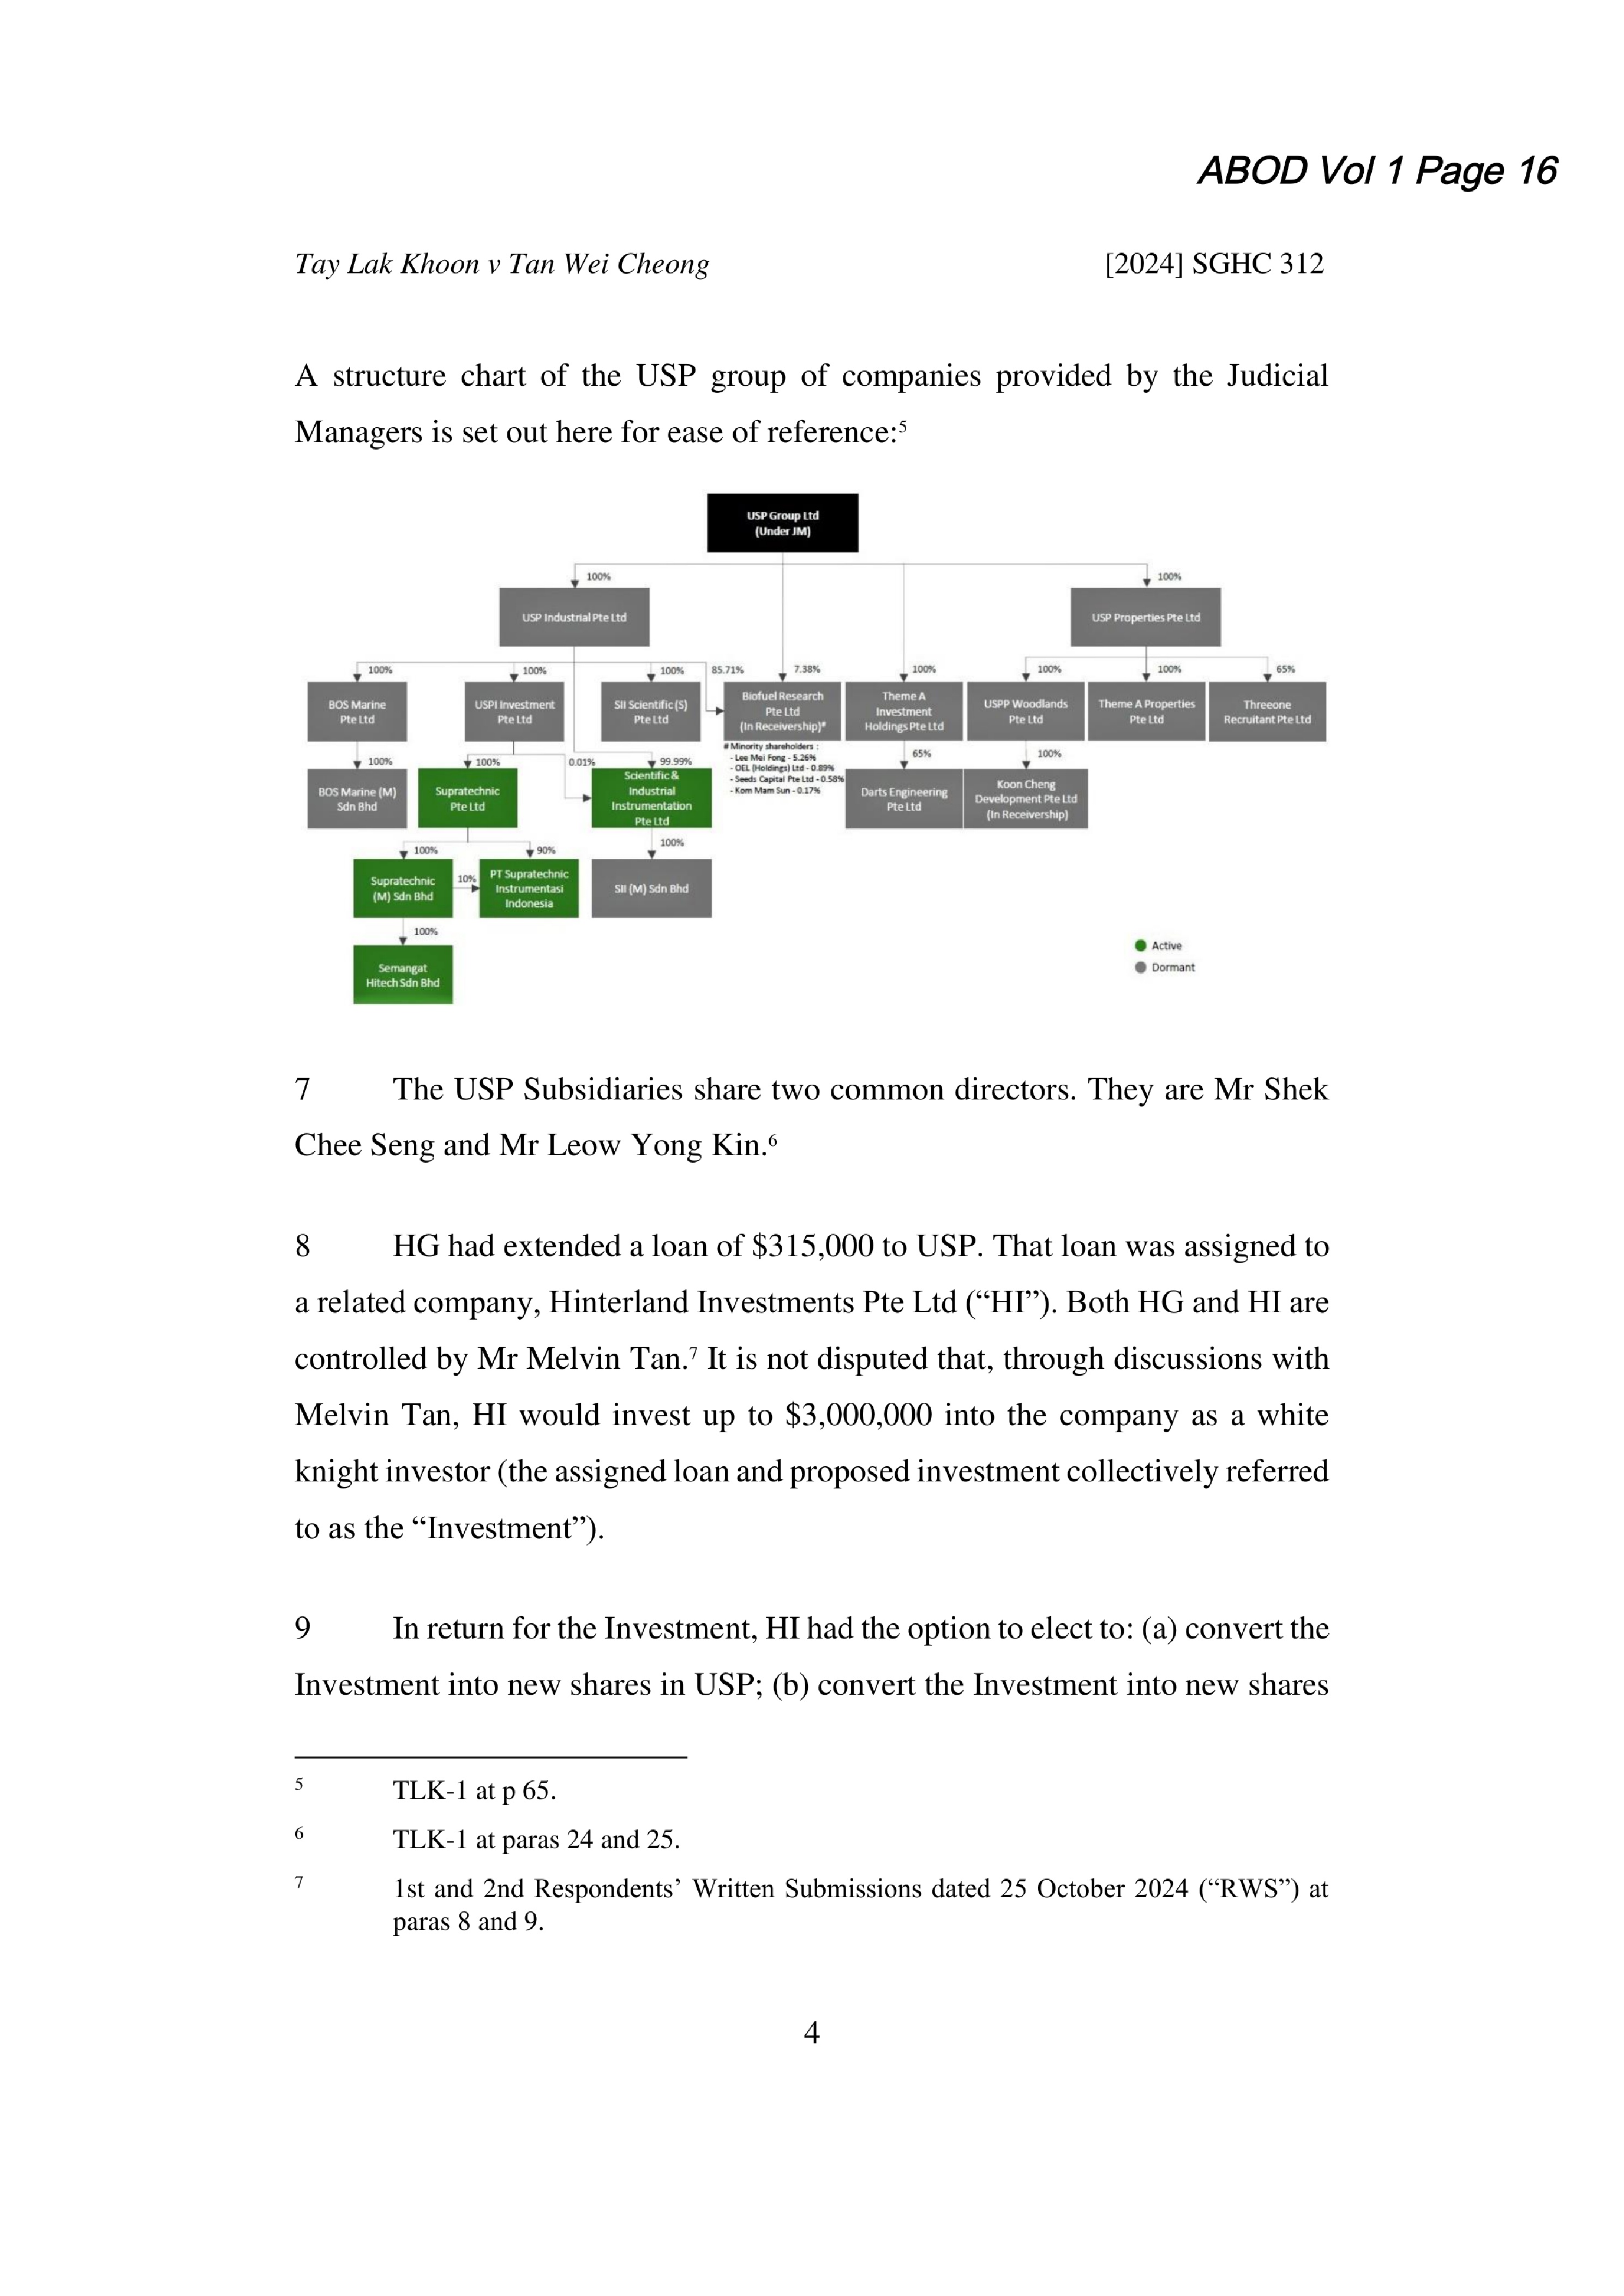 ABOD Vol 1 Page 16
Tay Lak Khoon v Tan Wei Cheong [2024] SGHC 312
A structure chart of the USP group of companies provided by the Judicial
Managers is set out here for ease of reference:5
USP Group Ltd
(Under JM)
100%
100%
USP Industrial Pte Ltd
USP Properties Pte Ltd
100%
100%
100%
85.71%
7.38%
100%
100%
100%
65%
BOS Marine
Pte Ltd
USPI Investment
Pte Ltd
SII Scientific (S)
Pte Ltd
Biofuel Research
Pte Ltd
(In Receivership)#
Theme A
Investment
Holdings Pte Ltd
USPP Woodlands
Pte Ltd
Theme A Properties
Pte Ltd
Threeone
Recruitant Pte Ltd
# Minority shareholders :
- Lee Mei Fong - 5.26%
- OEL (Holdings) Ltd - 0.89%
- Seeds Capital Pte Ltd - 0.58%
- Kom Mam Sun - 0.17%
100%
100%
0.01%
99.99%
65%
100%
BOS Marine (M)
Sdn Bhd
Supratechnic
Pte Ltd
Scientific &
Industrial
Instrumentation
Pte Ltd
Darts Engineering
Pte Ltd
Koon Cheng
Development Pte Ltd
(In Receivership)
100%
90%
100%
Supratechnic
(M) Sdn Bhd
10%
PT Supratechnic
Instrumentasi
Indonesia
SII (M) Sdn Bhd
100%
Semangat
Hitech Sdn Bhd
Active
Dormant
7 The USP Subsidiaries share two common directors. They are Mr Shek
Chee Seng and Mr Leow Yong Kin.6
8 HG had extended a loan of $315,000 to USP. That loan was assigned to
a related company, Hinterland Investments Pte Ltd (“HI”). Both HG and HI are
controlled by Mr Melvin Tan.7 It is not disputed that, through discussions with
Melvin Tan, HI would invest up to $3,000,000 into the company as a white
knight investor (the assigned loan and proposed investment collectively referred
to as the “Investment”).
9 In return for the Investment, HI had the option to elect to: (a) convert the
Investment into new shares in USP; (b) convert the Investment into new shares
5 TLK-1 at p 65.
6 TLK-1 at paras 24 and 25.
7 1st and 2nd Respondents’ Written Submissions dated 25 October 2024 (“RWS”) at
paras 8 and 9.
4